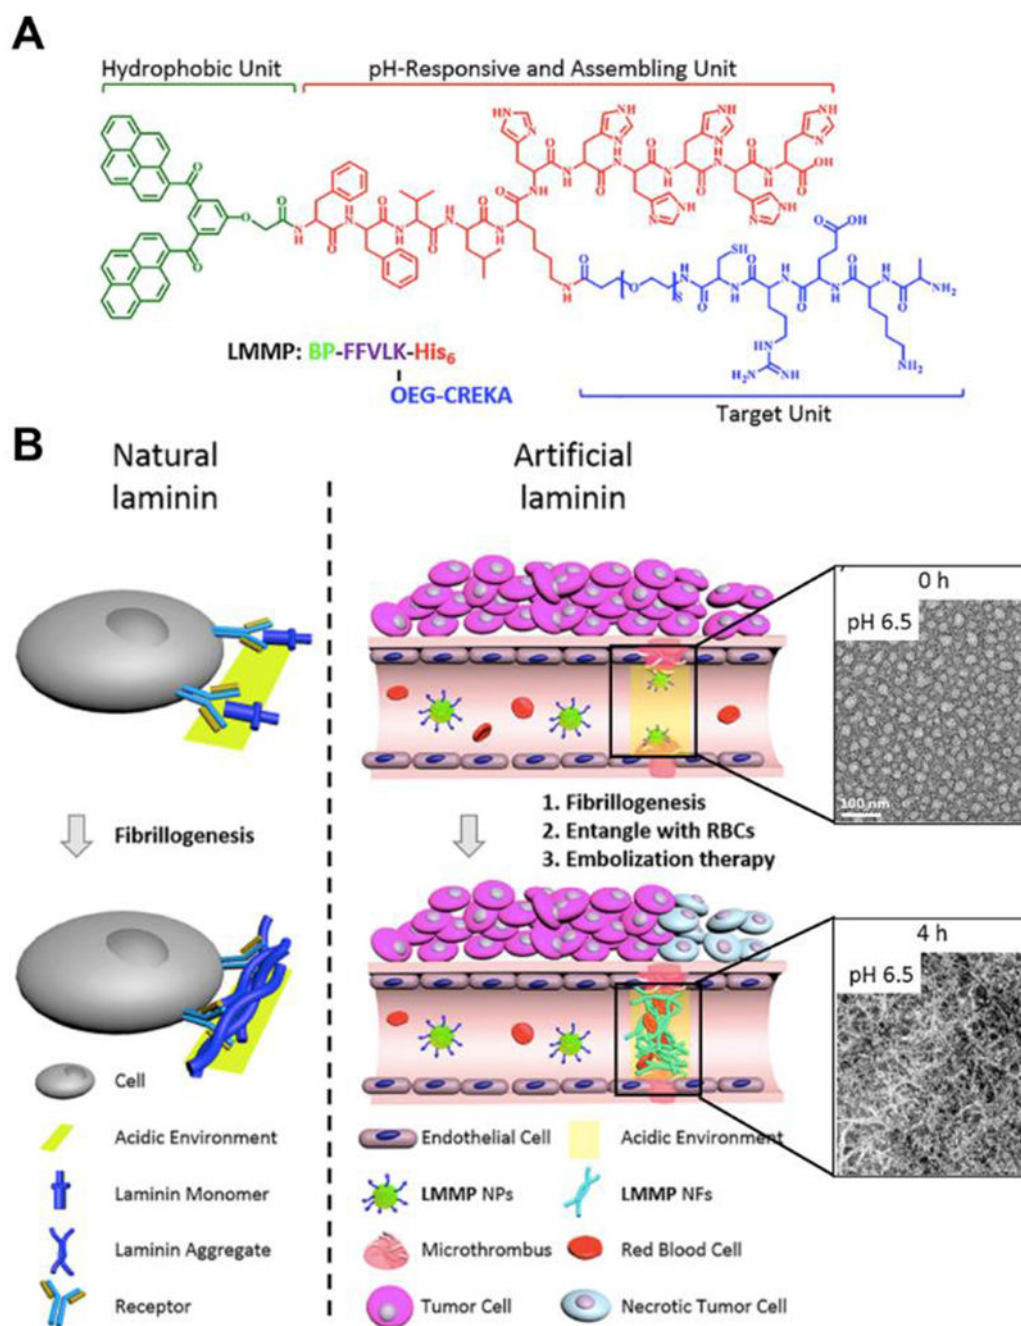 A
Hydrophobic Unit
pH-Responsive and Assembling Unit
LMMP: BP-FFVLK-His6
OEG-CREKA
Target Unit
B
Natural
laminin
Artificial
laminin
0 h
pH 6.5
100 nm
Fibrillogenesis
1. Fibrillogenesis
2. Entangle with RBCs
3. Embolization therapy
4 h
pH 6.5
Cell
Acidic Environment
Laminin Monomer
Laminin Aggregate
Receptor
Endothelial Cell
Acidic Environment
LMMP NPs
LMMP NFs
Microthrombus
Red Blood Cell
Tumor Cell
Necrotic Tumor Cell